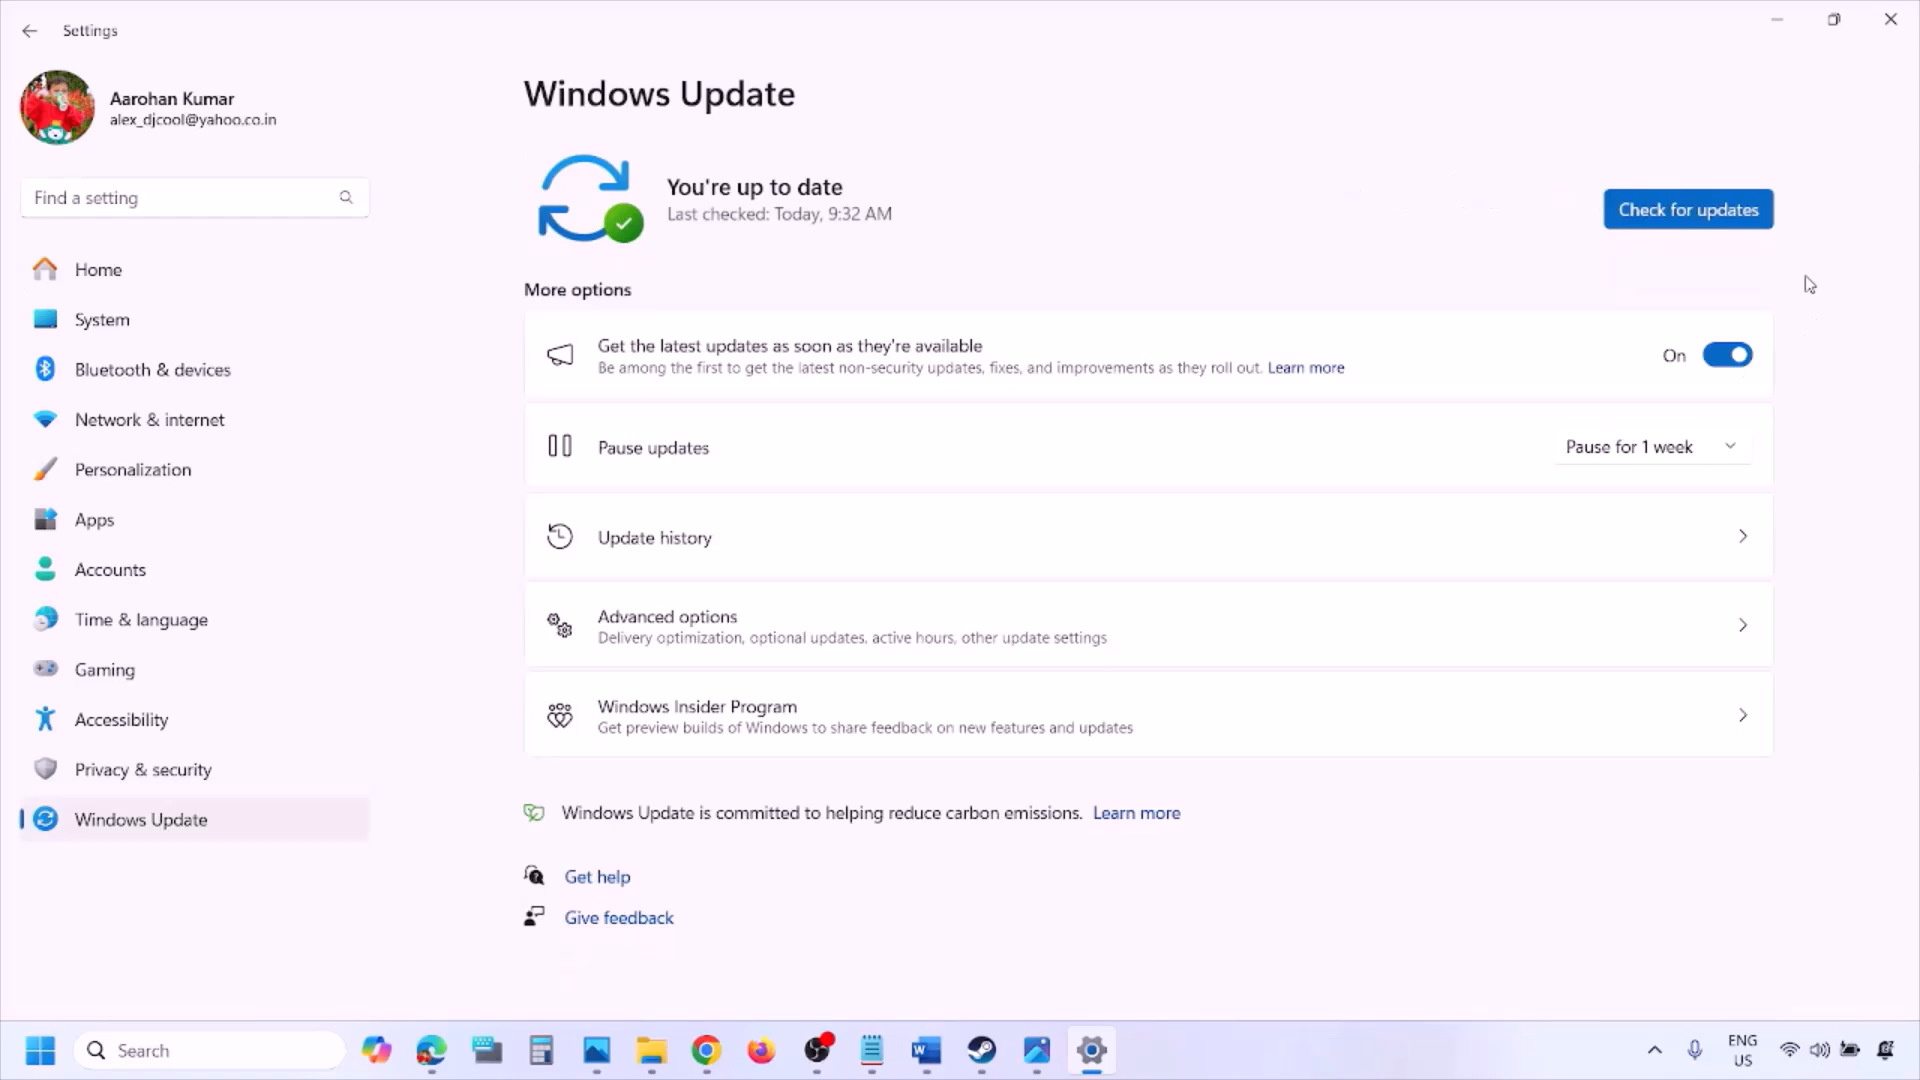 Settings
Aarohan Kumar
alex_djcool@yahoo.co.in
Find a setting
Home
System
Bluetooth & devices
Network & internet
Personalization
Apps
Accounts
Time & language
Gaming
Accessibility
Privacy & security
Windows Update
Windows Update
You're up to date
Last checked: Today, 9:32 AM
Check for updates
More options
Get the latest updates as soon as they're available
Be among the first to get the latest non-security updates, fixes, and improvements as they roll out. Learn more
On
Pause updates
Pause for 1 week
Update history
Advanced options
Delivery optimization, optional updates, active hours, other update settings
Windows Insider Program
Get preview builds of Windows to share feedback on new features and updates
Windows Update is committed to helping reduce carbon emissions. Learn more
Get help
Give feedback
Search
ENG
US